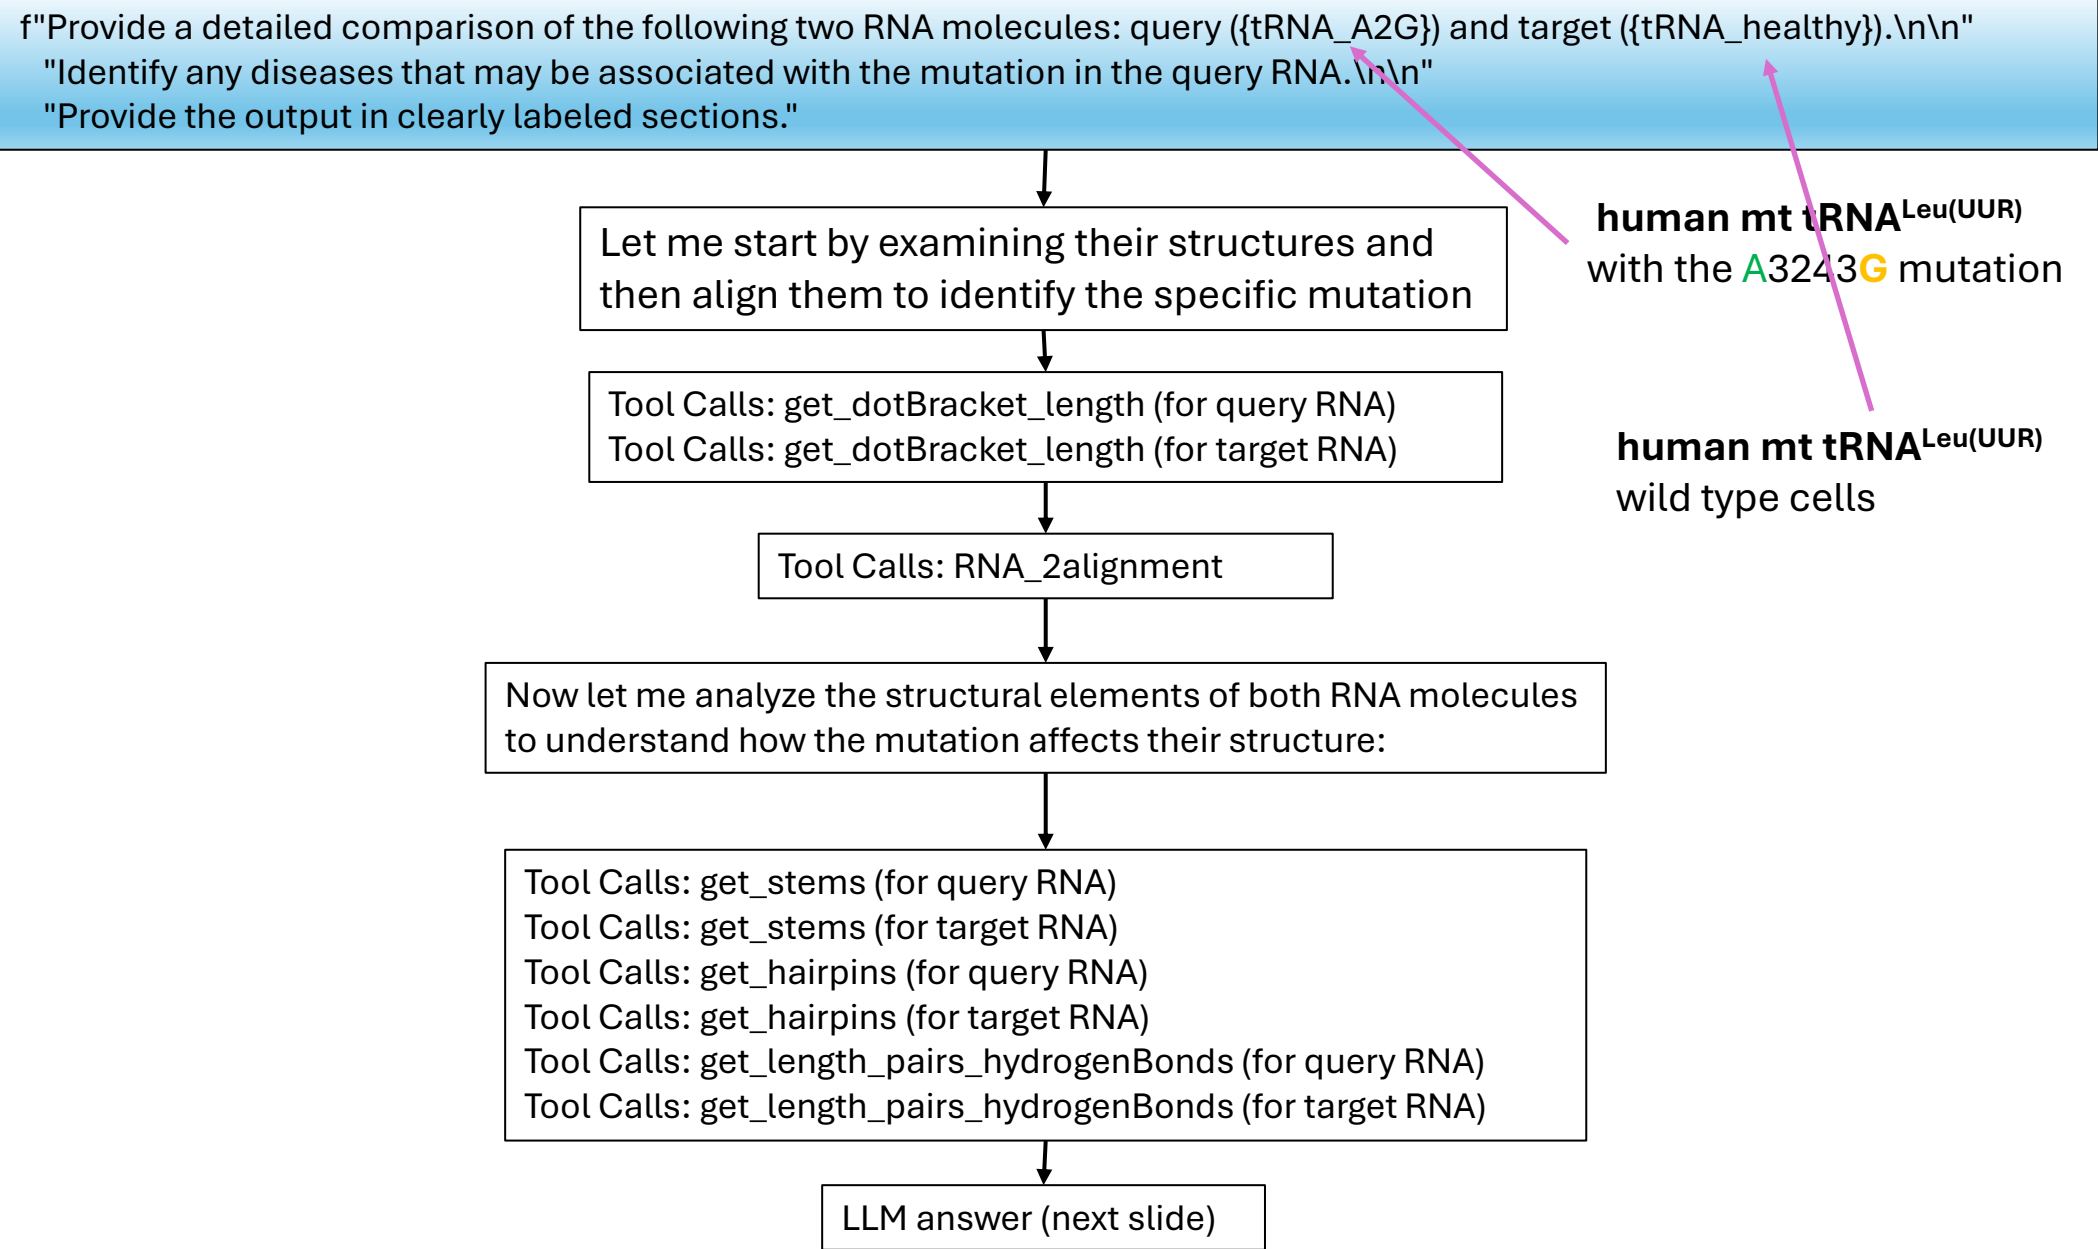 f"Provide a detailed comparison of the following two RNA molecules: query ({tRNA_A2G}) and target ({tRNA_healthy}).\n\n"
"Identify any diseases that may be associated with the mutation in the query RNA.\n\n"
"Provide the output in clearly labeled sections."
Let me start by examining their structures and
then align them to identify the specific mutation
human mt tRNALeu(UUR)
with the A3243G mutation
Tool Calls: get_dotBracket_length (for query RNA)
Tool Calls: get_dotBracket_length (for target RNA)
human mt tRNALeu(UUR)
wild type cells
Tool Calls: RNA_2alignment
Now let me analyze the structural elements of both RNA molecules
to understand how the mutation affects their structure:
Tool Calls: get_stems (for query RNA)
Tool Calls: get_stems (for target RNA)
Tool Calls: get_hairpins (for query RNA)
Tool Calls: get_hairpins (for target RNA)
Tool Calls: get_length_pairs_hydrogenBonds (for query RNA)
Tool Calls: get_length_pairs_hydrogenBonds (for target RNA)
LLM answer (next slide)